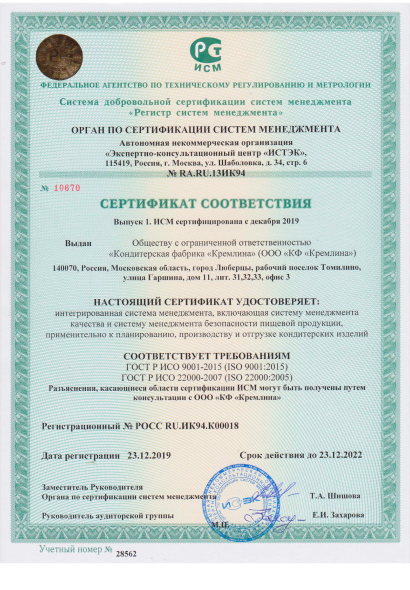 РСТ
ИСМ
ФЕДЕРАЛЬНОЕ АГЕНТСТВО ПО ТЕХНИЧЕСКОМУ РЕГУЛИРОВАНИЮ И МЕТРОЛОГИИ
Система добровольной сертификации систем менеджмента
«Регистр систем менеджмента»
ОРГАН ПО СЕРТИФИКАЦИИ СИСТЕМ МЕНЕДЖМЕНТА
Автономная некоммерческая организация
«Экспертно-консультационный центр «ИСТЭК»,
115419, Россия, г. Москва, ул. Шаболовка, д. 34, стр. 6
№ RA.RU.13ИК94
№ 19670
СЕРТИФИКАТ СООТВЕТСТВИЯ
Выпуск 1. ИСМ сертифицирована с декабря 2019
Выдан Обществу с ограниченной ответственностью
«Кондитерская фабрика «Кремлина» (ООО «КФ «Кремлина»)
140070, Россия, Московская область, город Люберцы, рабочий поселок Томилино,
улица Гаршина, дом 11, лит. 31,32,33, офис 3
НАСТОЯЩИЙ СЕРТИФИКАТ УДОСТОВЕРЯЕТ:
интегрированная система менеджмента, включающая систему менеджмента
качества и систему менеджмента безопасности пищевой продукции,
применительно к планированию, производству и отгрузке кондитерских изделий
СООТВЕТСТВУЕТ ТРЕБОВАНИЯМ
ГОСТ Р ИСО 9001-2015 (ISO 9001:2015)
ГОСТ Р ИСО 22000-2007 (ISO 22000:2005)
Разъяснения, касающиеся области сертификации ИСМ могут быть получены путем
консультации с ООО «КФ «Кремлина»
Регистрационный № РОСС RU.ИК94.К00018
Дата регистрации 23.12.2019 Срок действия до 23.12.2022
Заместитель Руководителя
Органа по сертификации систем менеджмента Т.А. Шишова
Руководитель аудиторской группы Е.И. Захарова
М.П.
Учетный номер № 28562